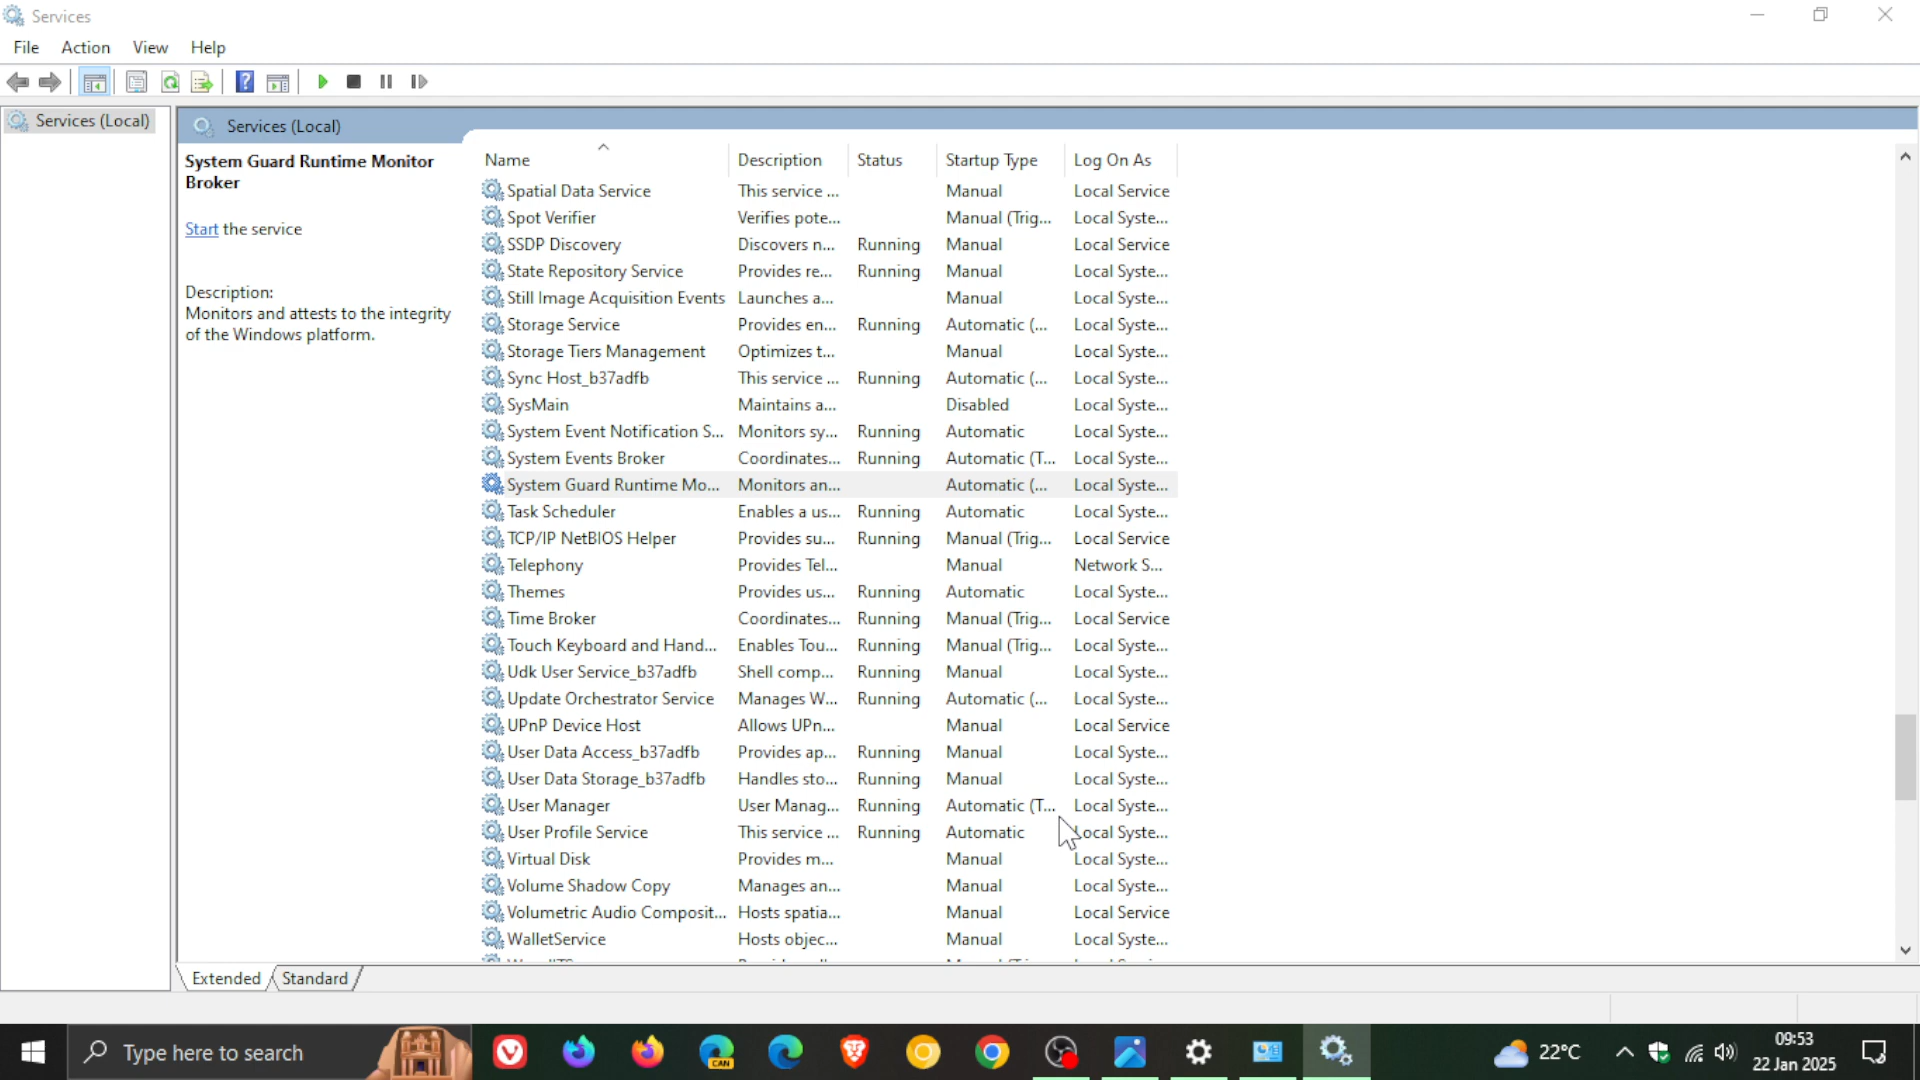 Services
File Action View Help
Services (Local)
Services (Local)
System Guard Runtime Monitor
Broker
Start the service
Description:
Monitors and attests to the integrity
of the Windows platform.
Name Description Status Startup Type Log On As
Spatial Data Service This service ... Manual Local Service
Spot Verifier Verifies pote... Manual (Trig... Local Syste...
SSDP Discovery Discovers n... Running Manual Local Service
State Repository Service Provides re... Running Manual Local Syste...
Still Image Acquisition Events Launches a... Manual Local Syste...
Storage Service Provides en... Running Automatic (... Local Syste...
Storage Tiers Management Optimizes t... Manual Local Syste...
Sync Host_b37adfb This service ... Running Automatic (... Local Syste...
SysMain Maintains a... Disabled Local Syste...
System Event Notification S... Monitors sy... Running Automatic Local Syste...
System Events Broker Coordinates... Running Automatic (T... Local Syste...
System Guard Runtime Mo... Monitors an... Automatic (... Local Syste...
Task Scheduler Enables a us... Running Automatic Local Syste...
TCP/IP NetBIOS Helper Provides su... Running Manual (Trig... Local Service
Telephony Provides Tel... Manual Network S...
Themes Provides us... Running Automatic Local Syste...
Time Broker Coordinates... Running Manual (Trig... Local Service
Touch Keyboard and Hand... Enables Tou... Running Manual (Trig... Local Syste...
Udk User Service_b37adfb Shell comp... Running Manual Local Syste...
Update Orchestrator Service Manages W... Running Automatic (... Local Syste...
UPnP Device Host Allows UPn... Manual Local Service
User Data Access_b37adfb Provides ap... Running Manual Local Syste...
User Data Storage_b37adfb Handles sto... Running Manual Local Syste...
User Manager User Manag... Running Automatic (T... Local Syste...
User Profile Service This service ... Running Automatic Local Syste...
Virtual Disk Provides m... Manual Local Syste...
Volume Shadow Copy Manages an... Manual Local Syste...
Volumetric Audio Composit... Hosts spatia... Manual Local Service
WalletService Hosts objec... Manual Local Syste...
Extended Standard
Type here to search CAN 22°C 09:53
22 Jan 2025